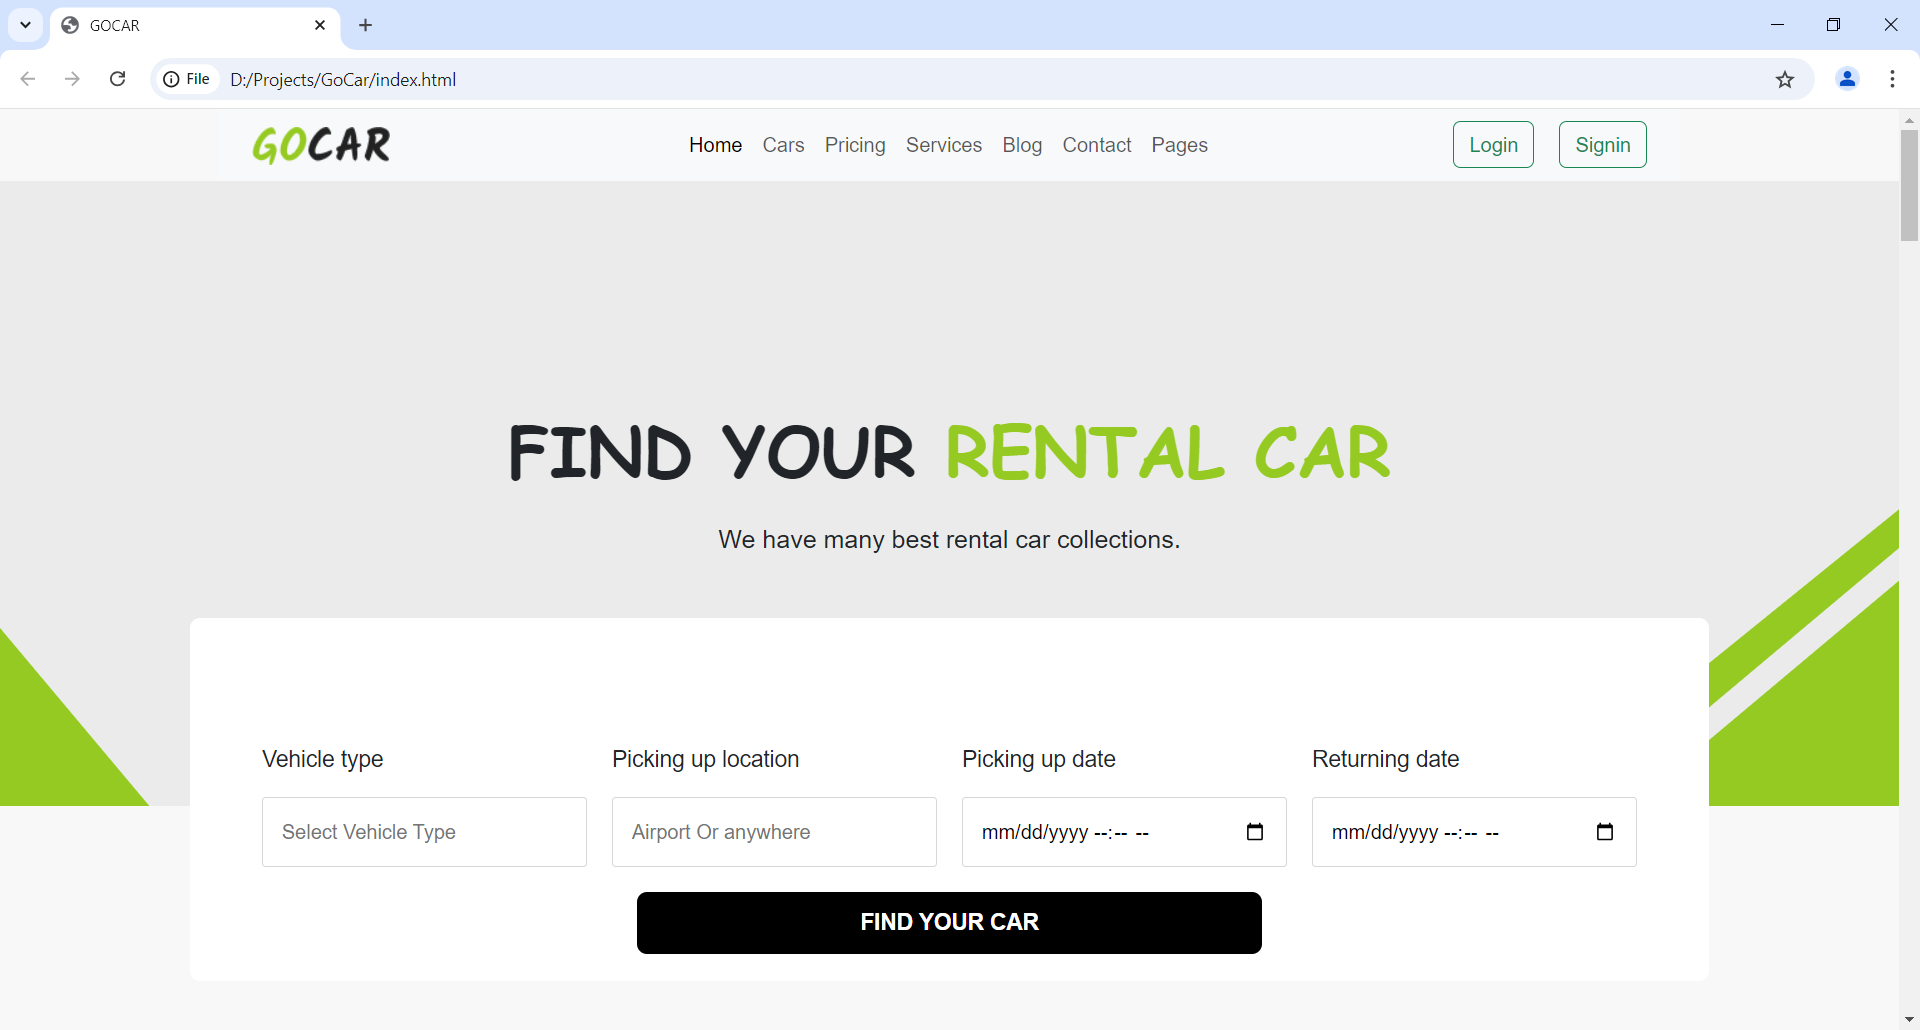 GOCAR
File D:/Projects/GoCar/index.html
GOCAR Home Cars Pricing Services Blog Contact Pages Login Signin
FIND YOUR RENTAL CAR
We have many best rental car collections.
Vehicle type Picking up location Picking up date Returning date
Select Vehicle Type Airport Or anywhere mm/dd/yyyy --:-- -- mm/dd/yyyy --:-- --
FIND YOUR CAR